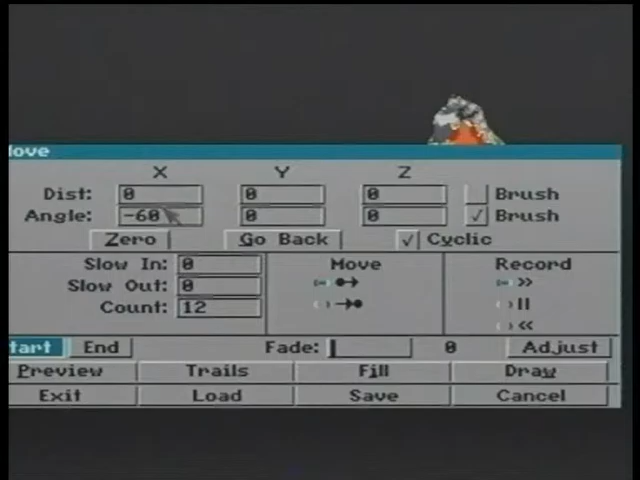 ove
X Y Z
Dist: 0 0 0 Brush
Angle: -60 0 0 ✓ Brush
Zero Go Back ✓ Cyclic
Slow In: 0 Move Record
Slow Out: 0
Count: 12
tart End Fade: 0 Adjust
Preview Trails Fill Draw
Exit Load Save Cancel